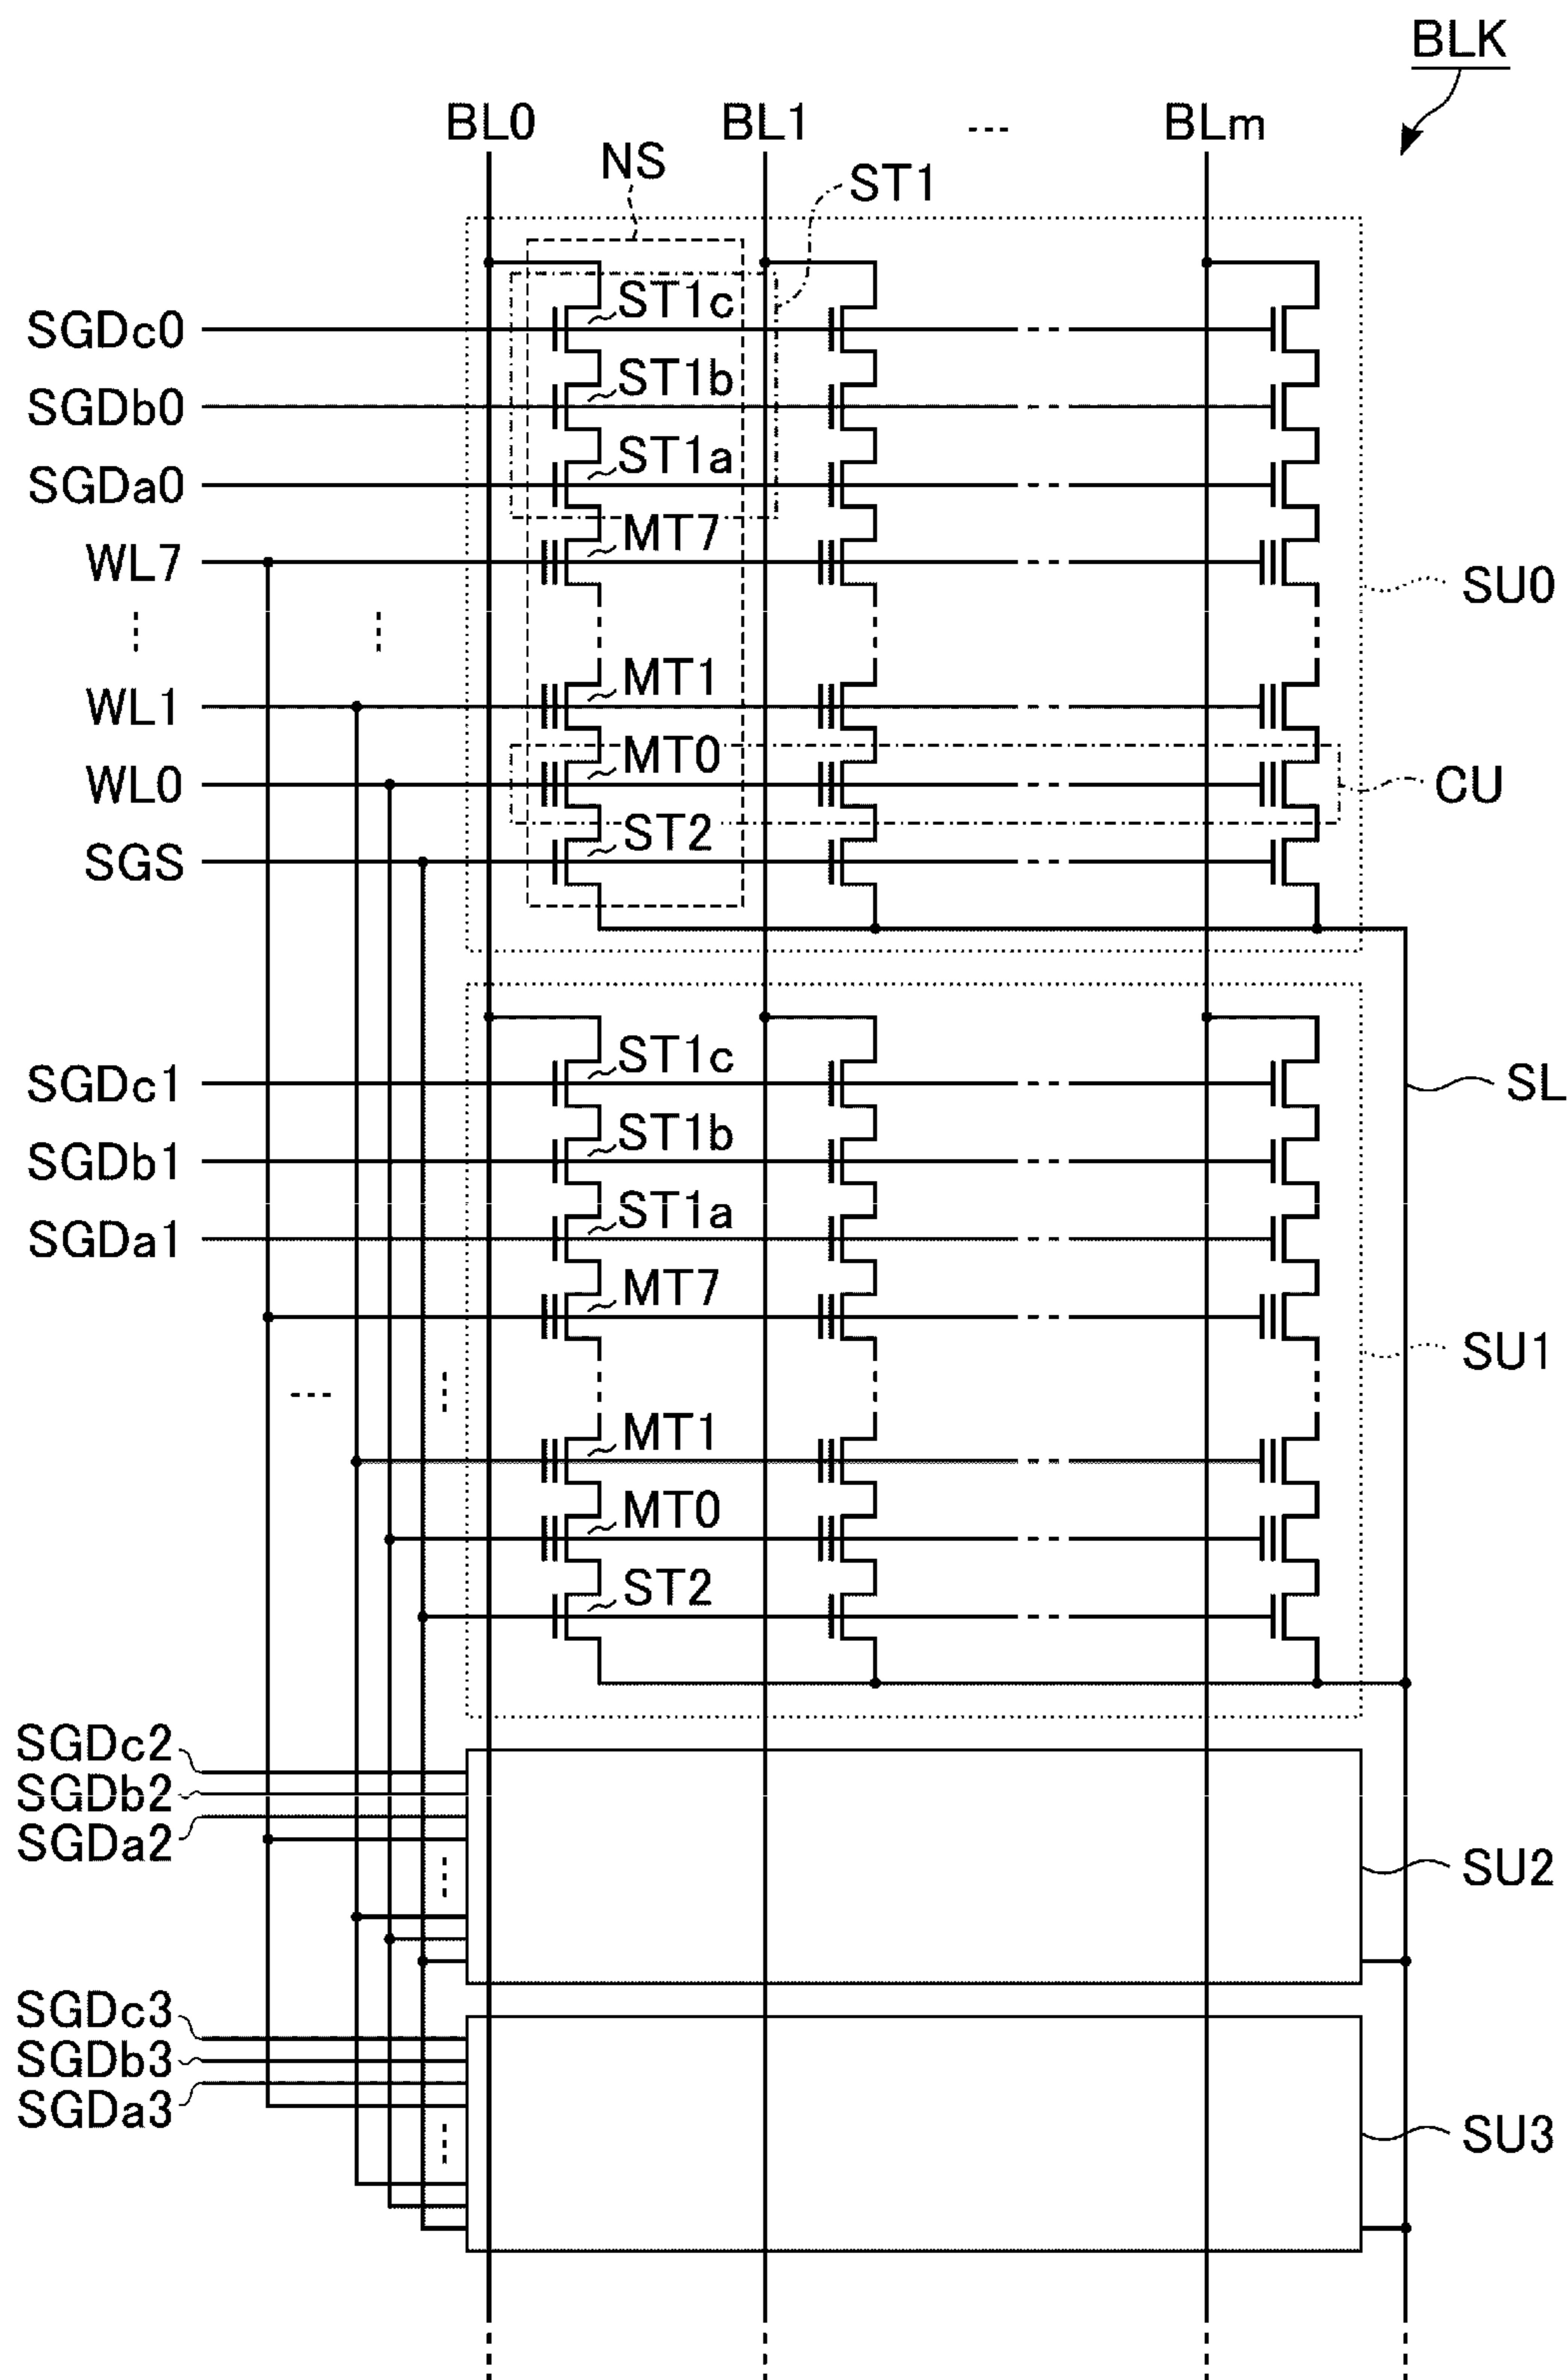 BLK
BL0 BL1 --- BLm
NS
ST1
SGDc0 ST1c
SGDb0 ST1b
SGDa0 ST1a
WL7 MT7
SU0
WL1 MT1
WL0 MT0 CU
SGS ST2
SGDc1 ST1c SL
SGDb1 ST1b
SGDa1 ST1a
MT7
SU1
MT1
MT0
ST2
SGDc2
SGDb2
SGDa2
SU2
SGDc3
SGDb3
SGDa3
SU3